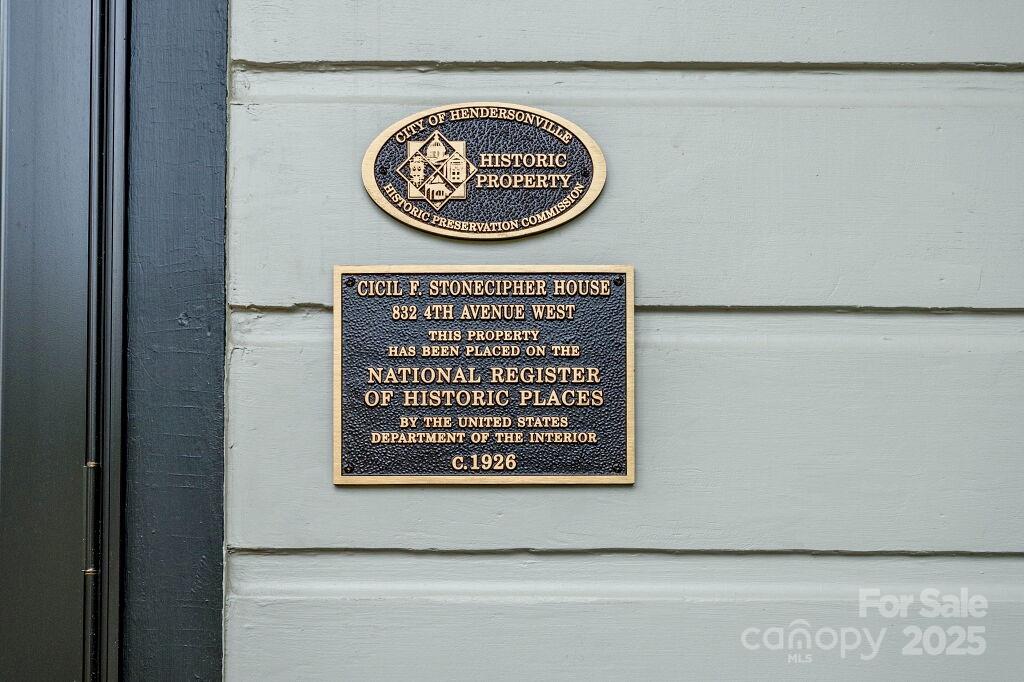 CITY OF HENDERSONVILLE
HISTORIC
PROPERTY
HISTORIC PRESERVATION COMMISSION
CICIL F. STONECIPHER HOUSE
832 4TH AVENUE WEST
THIS PROPERTY
HAS BEEN PLACED ON THE
NATIONAL REGISTER
OF HISTORIC PLACES
BY THE UNITED STATES
DEPARTMENT OF THE INTERIOR
C.1926
For Sale
canopy 2025
MLS